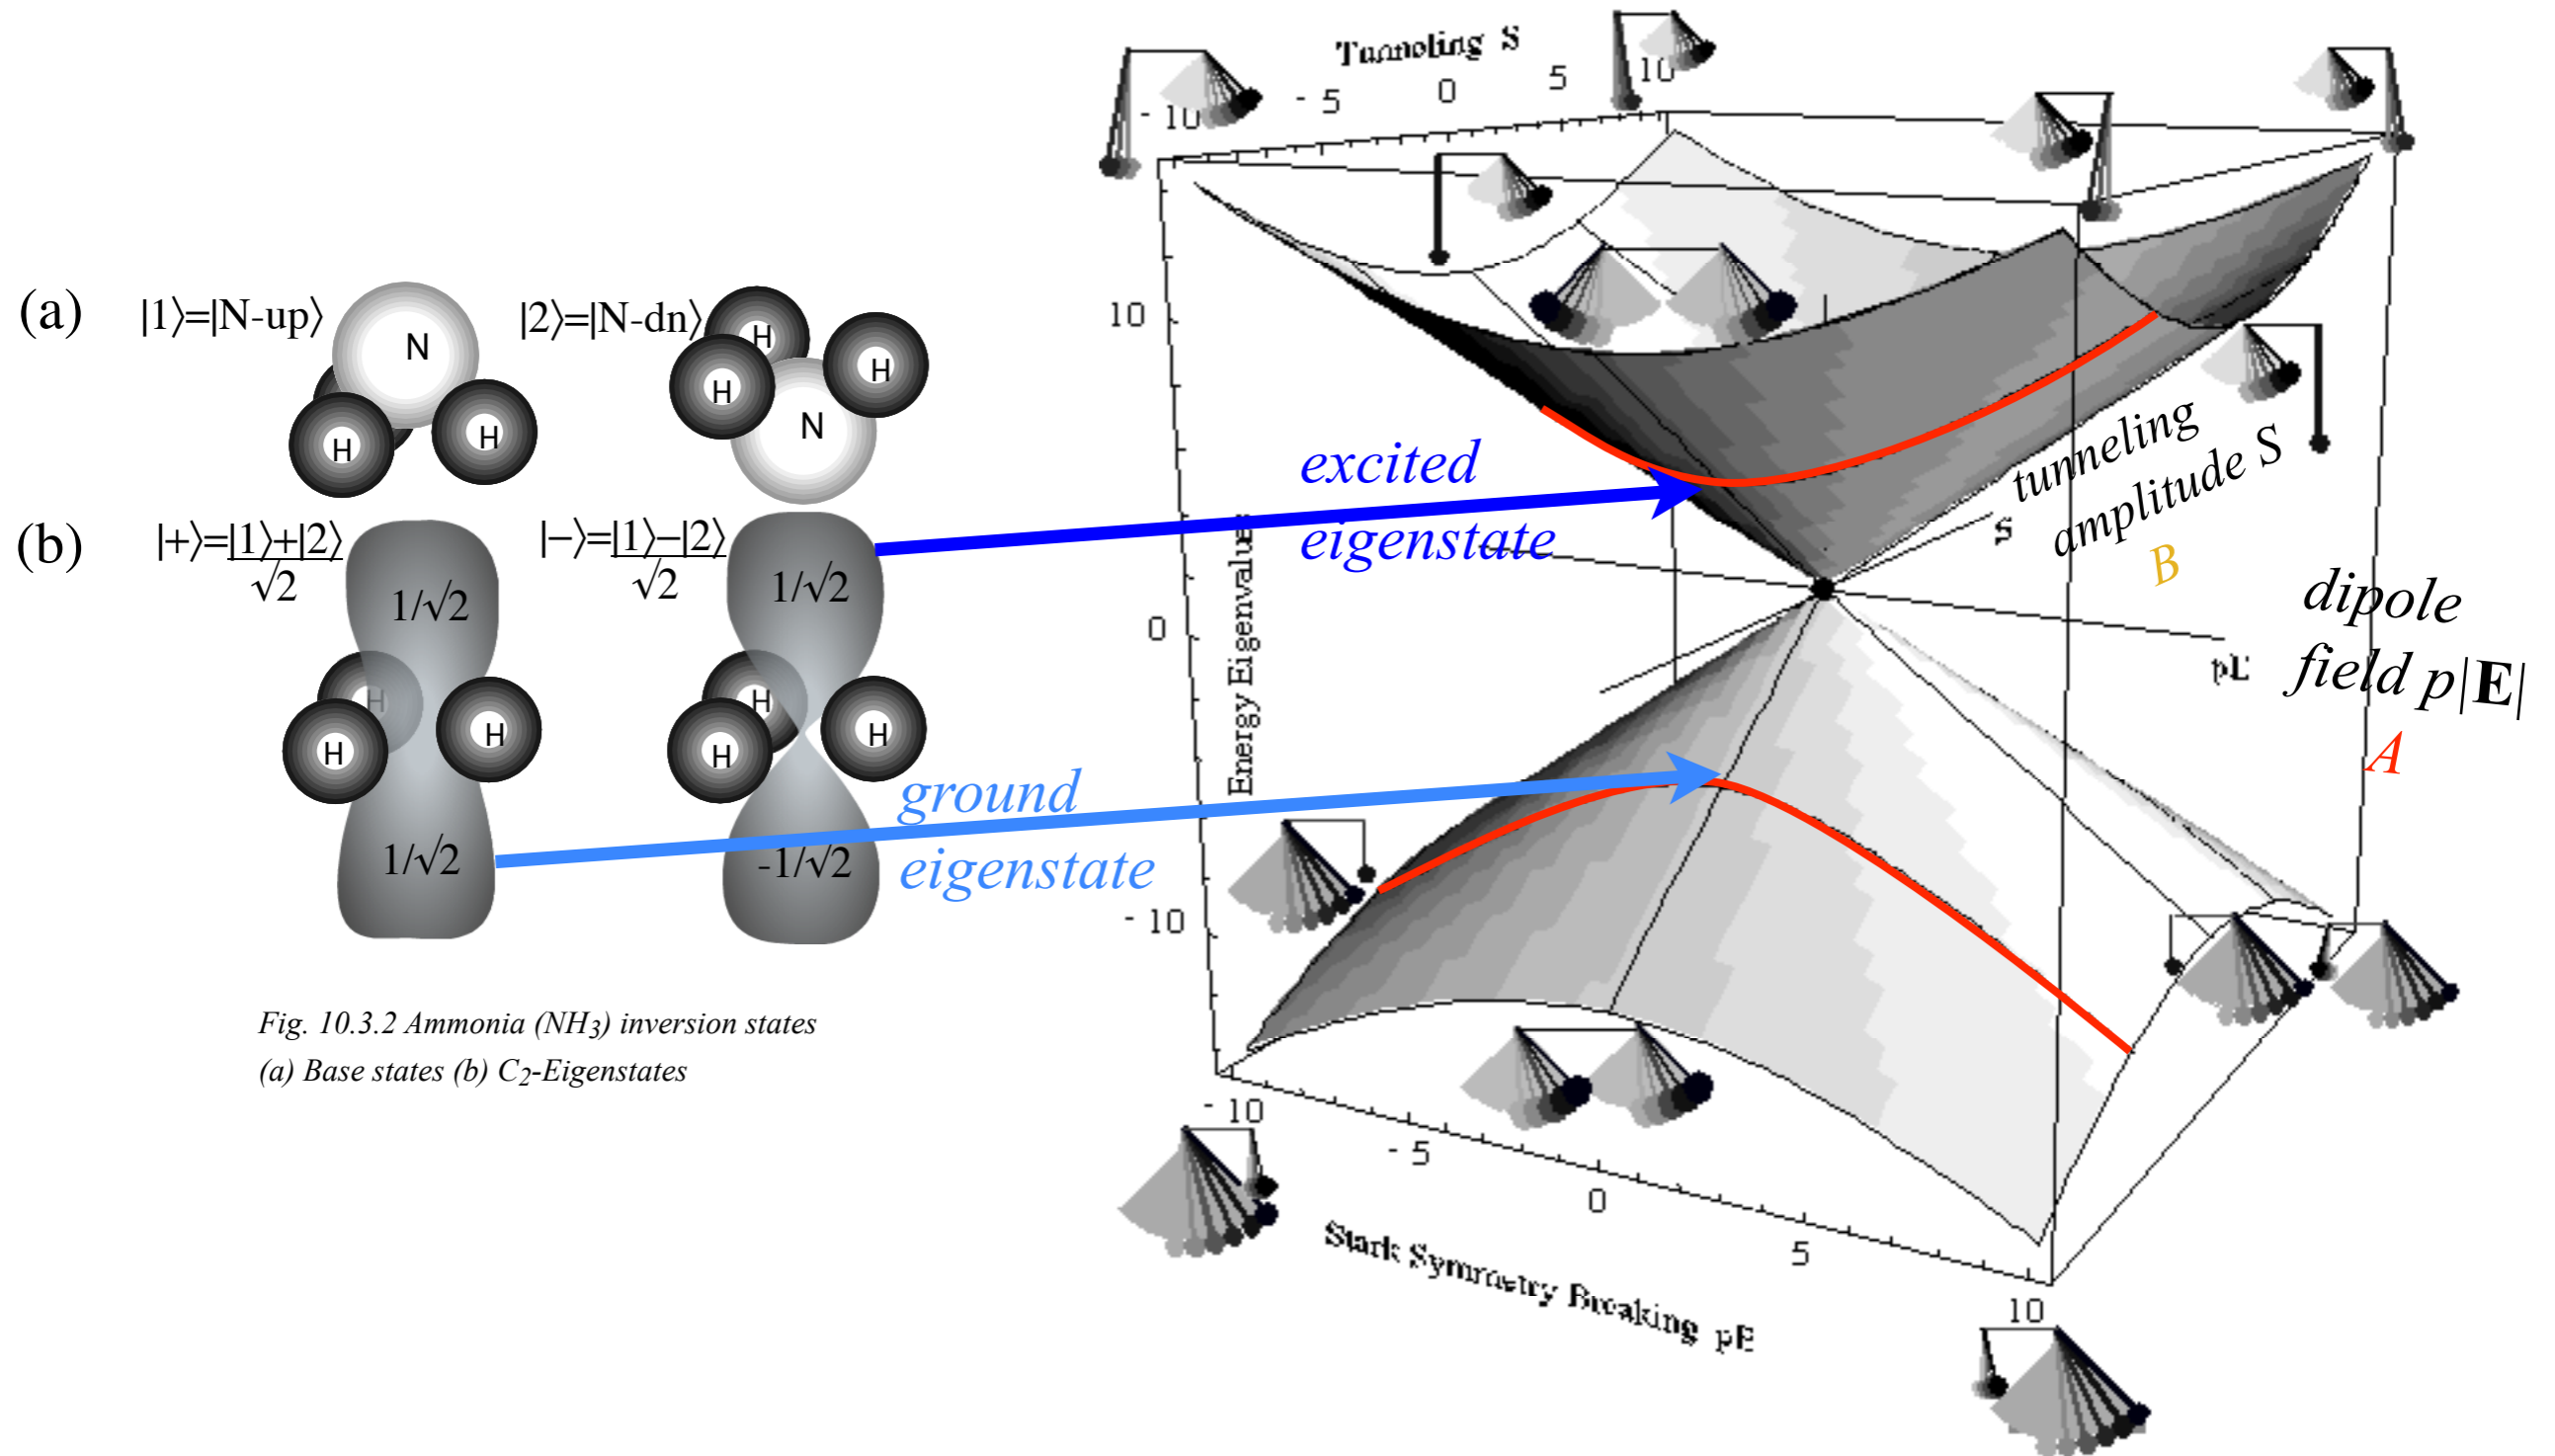 (a)
|1⟩=|N-up⟩
N
H
H
|2⟩=|N-dn⟩
H
H
H
N
(b)
|+⟩=|1⟩+|2⟩
√2
1/√2
H
H
H
1/√2
|−⟩=|1⟩−|2⟩
√2
1/√2
H
H
H
-1/√2
Fig. 10.3.2 Ammonia (NH3) inversion states
(a) Base states (b) C2-Eigenstates
excited
eigenstate
ground
eigenstate
Tunneling S
- 10
- 5
0
5
10
10
0
- 10
Energy Eigenvalues
S
tunneling
amplitude S
B
pE
dipole
field p|E|
A
- 10
- 5
0
5
10
Stark Symmetry Breaking pE